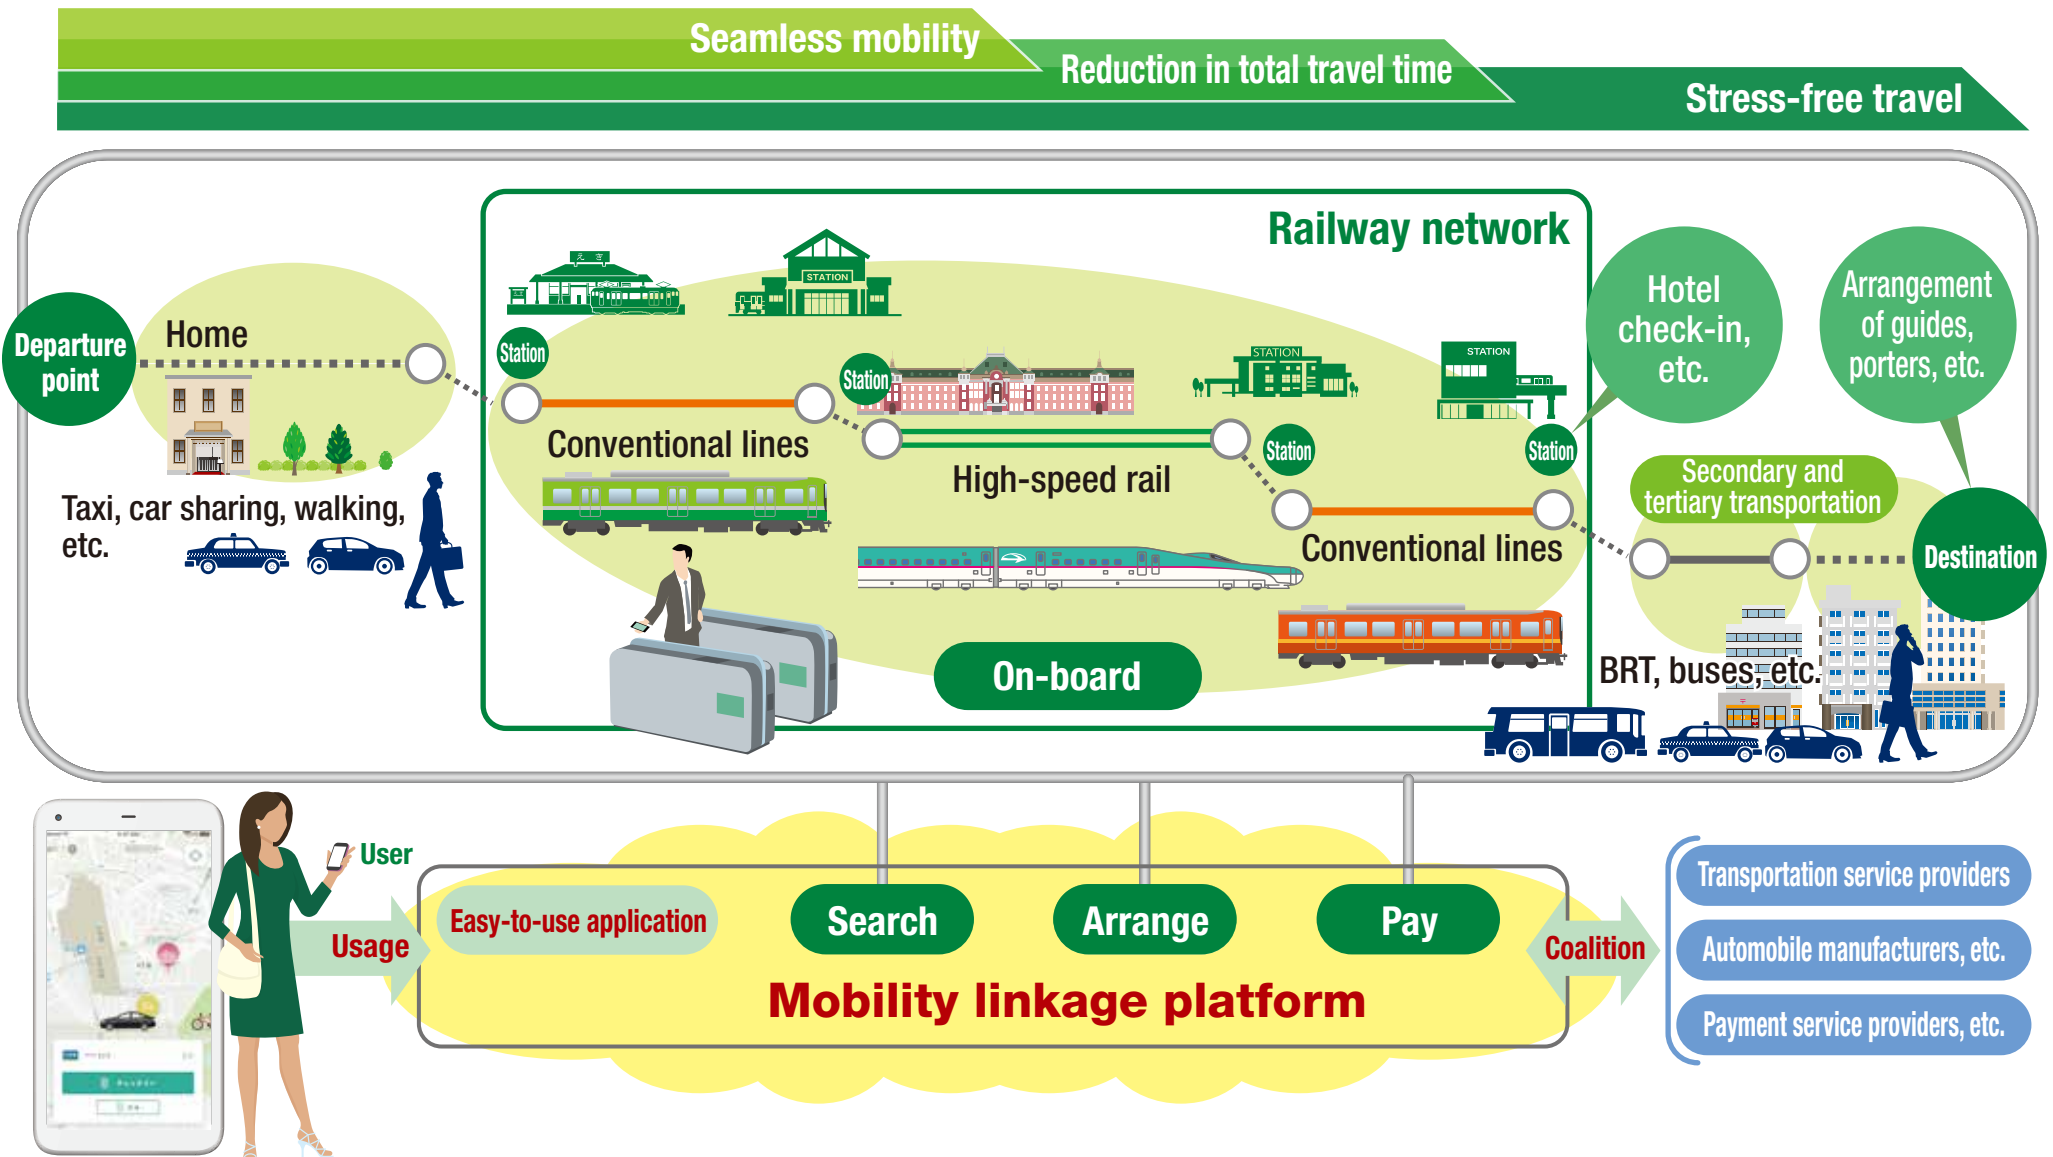 Seamless mobility
Reduction in total travel time
Stress-free travel
Railway network
Departure
point
Home
Taxi, car sharing, walking,
etc.
えき
STATION
Station
Station
STATION
STATION
Station
Station
Conventional lines
High-speed rail
Conventional lines
On-board
Hotel
check-in,
etc.
Arrangement
of guides,
porters, etc.
Secondary and
tertiary transportation
Destination
BRT, buses, etc.
User
Usage
Easy-to-use application
Search
Arrange
Pay
Mobility linkage platform
Coalition
Transportation service providers
Automobile manufacturers, etc.
Payment service providers, etc.